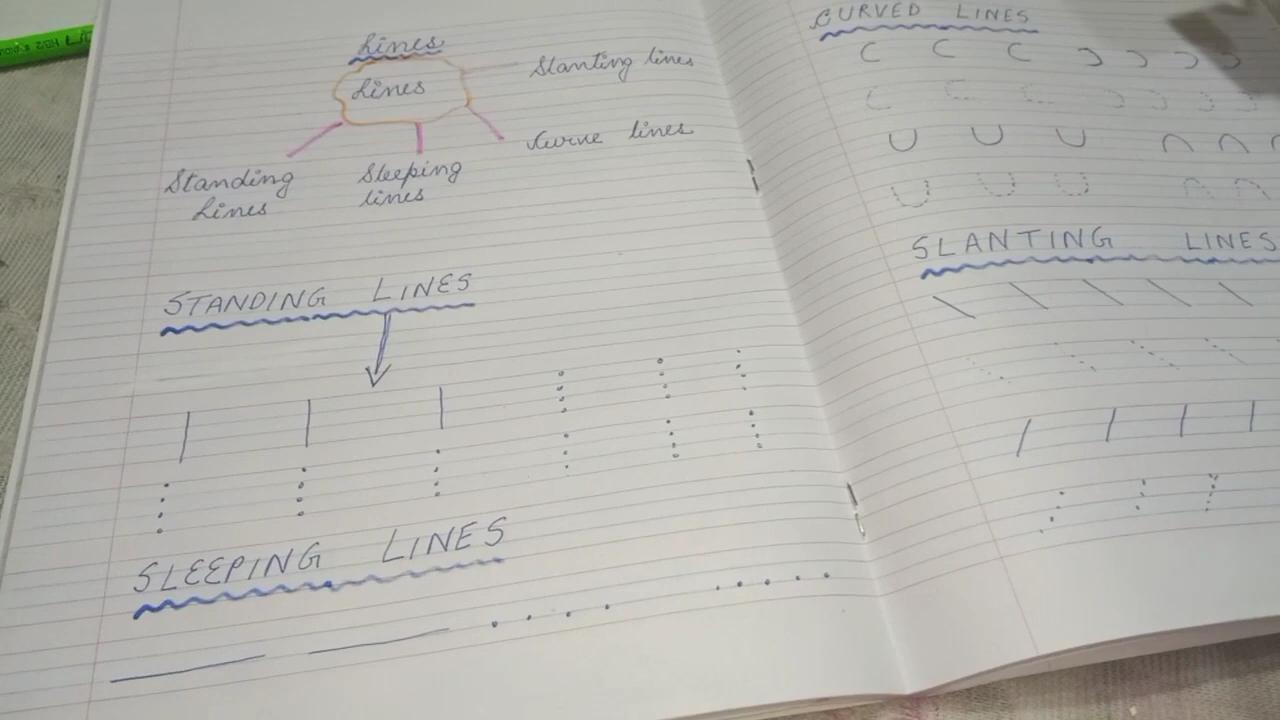 Lines
Lines
Slanting lines
Curve lines
Standing
Lines
Sleeping
lines
STANDING LINES
SLEEPING LINES
CURVED LINES
SLANTING LINES